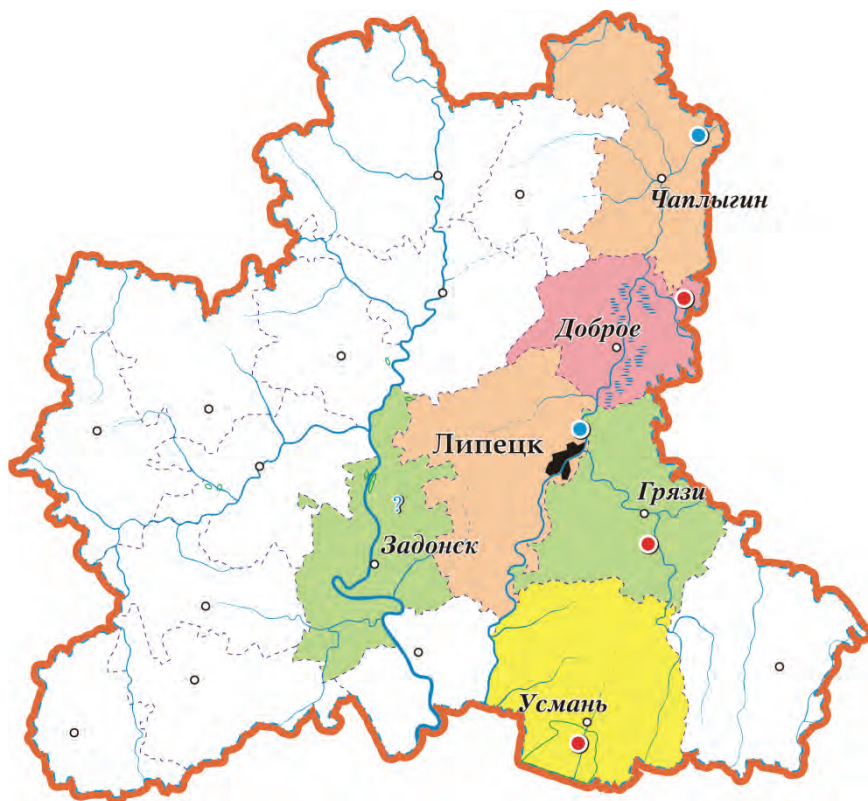 Чаплыгин
Доброе
Липецк
Грязи
?
Задонск
Усмань